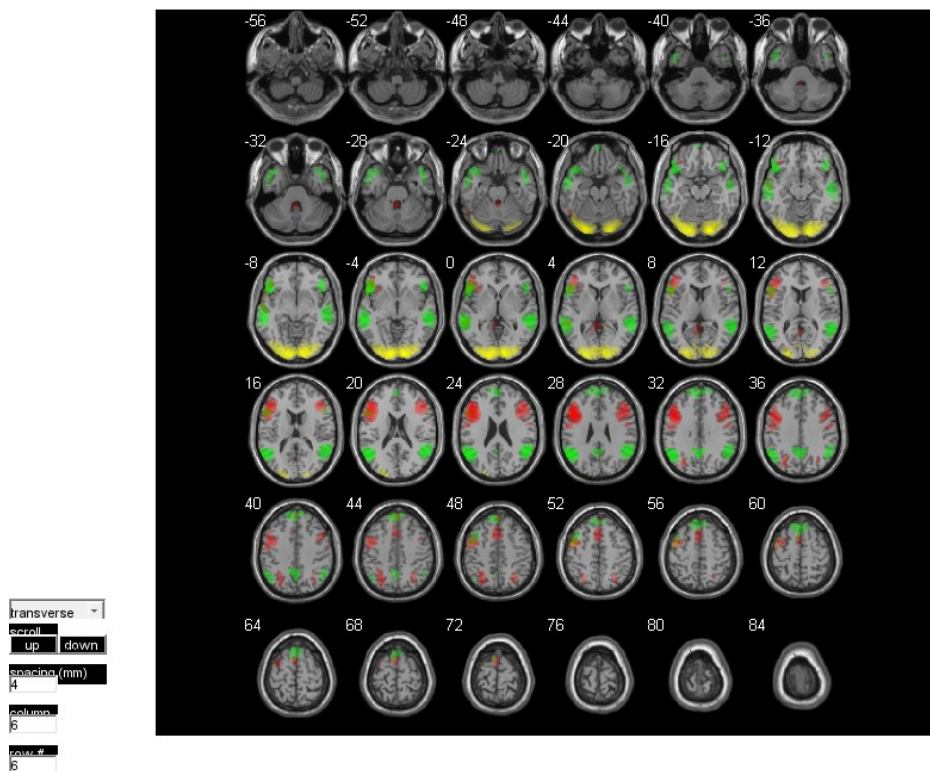 -56 -52 -48 -44 -40 -36
-32 -28 -24 -20 -16 -12
-8 -4 0 4 8 12
16 20 24 28 32 36
40 44 48 52 56 60
64 68 72 76 80 84
transverse
scroll
up down
spacing (mm)
4
column
6
row #
6